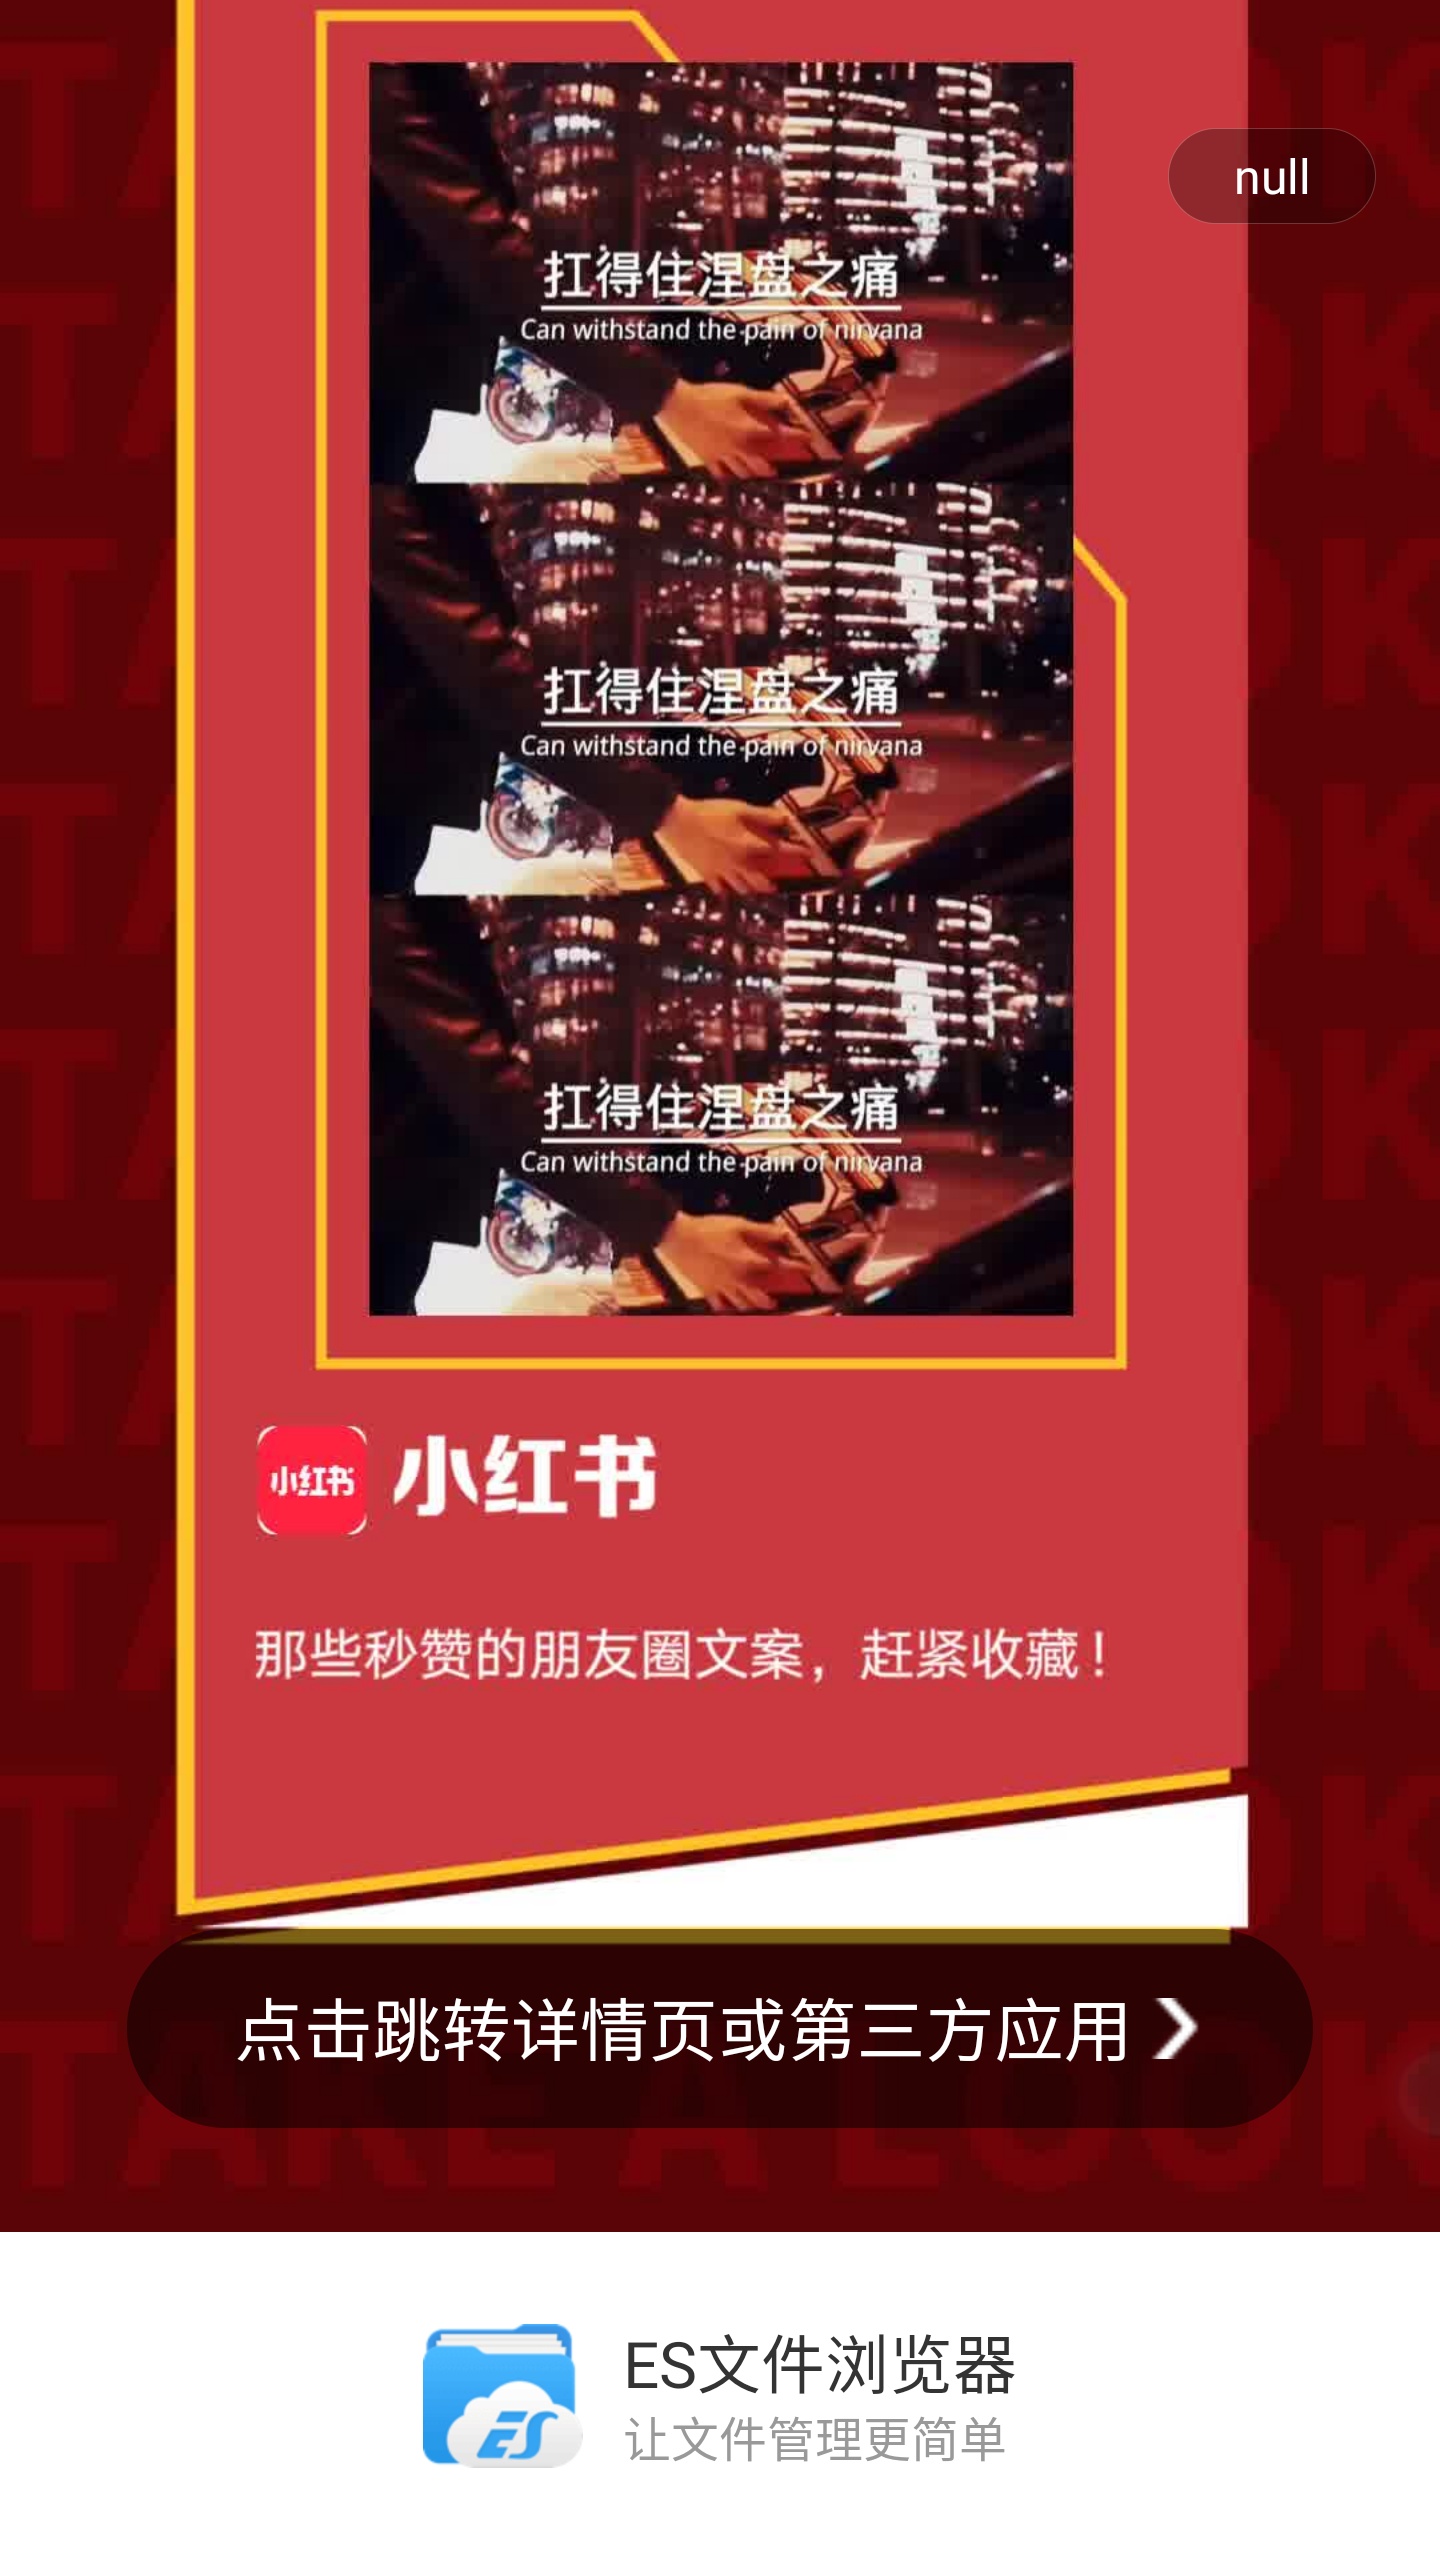 null
扛得住涅盘之痛
Can withstand the pain of nirvana
扛得住涅盘之痛
Can withstand the pain of nirvana
扛得住涅盘之痛
Can withstand the pain of nirvana
小红书 小红书
那些秒赞的朋友圈文案，赶紧收藏！
点击跳转详情页或第三方应用
TAKE A LOOK
ES文件浏览器
让文件管理更简单